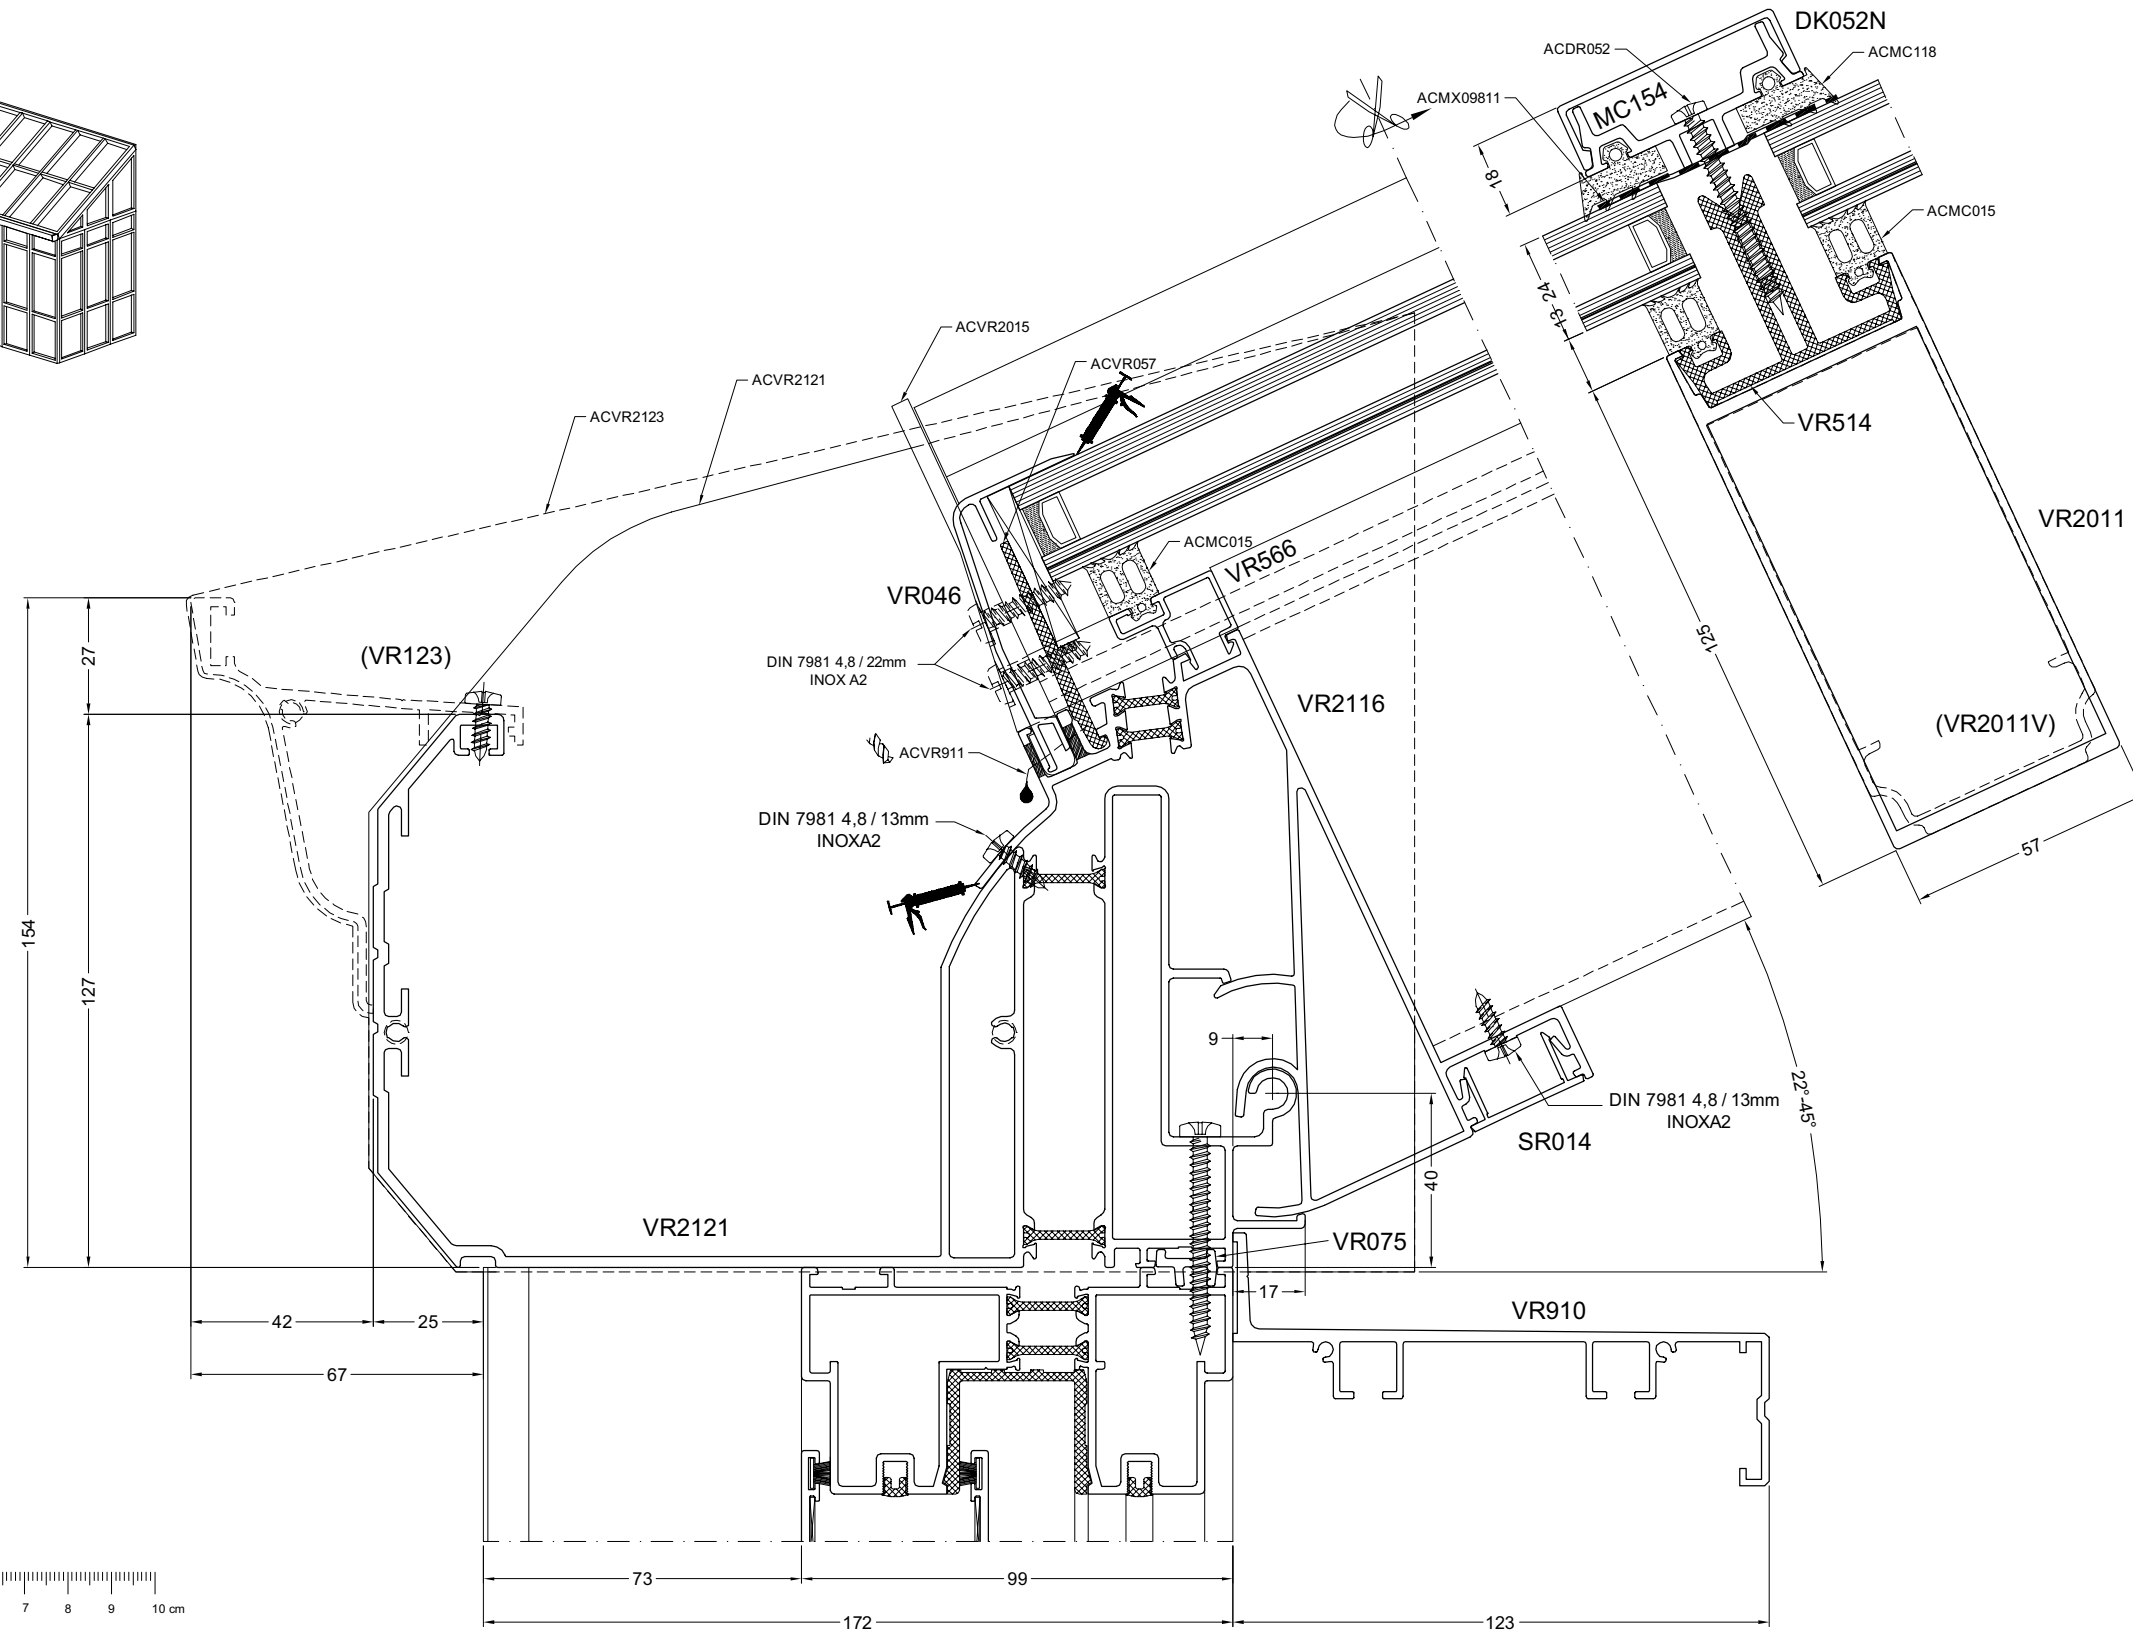 DK052N
ACDR052
ACMC118
ACMX09811
MC154
18
ACMC015
13-24
ACVR2015
ACVR057
ACVR2121
ACVR2123
VR514
VR2011
ACMC015
VR566
VR046
125
27
(VR123)
DIN 7981 4,8 / 22mm
INOX A2
VR2116
(VR2011V)
ACVR911
DIN 7981 4,8 / 13mm
INOXA2
57
154
127
9
22°-45°
DIN 7981 4,8 / 13mm
INOXA2
SR014
40
VR2121
VR075
17
VR910
42
25
67
73
99
7 8 9 10 cm
172
123